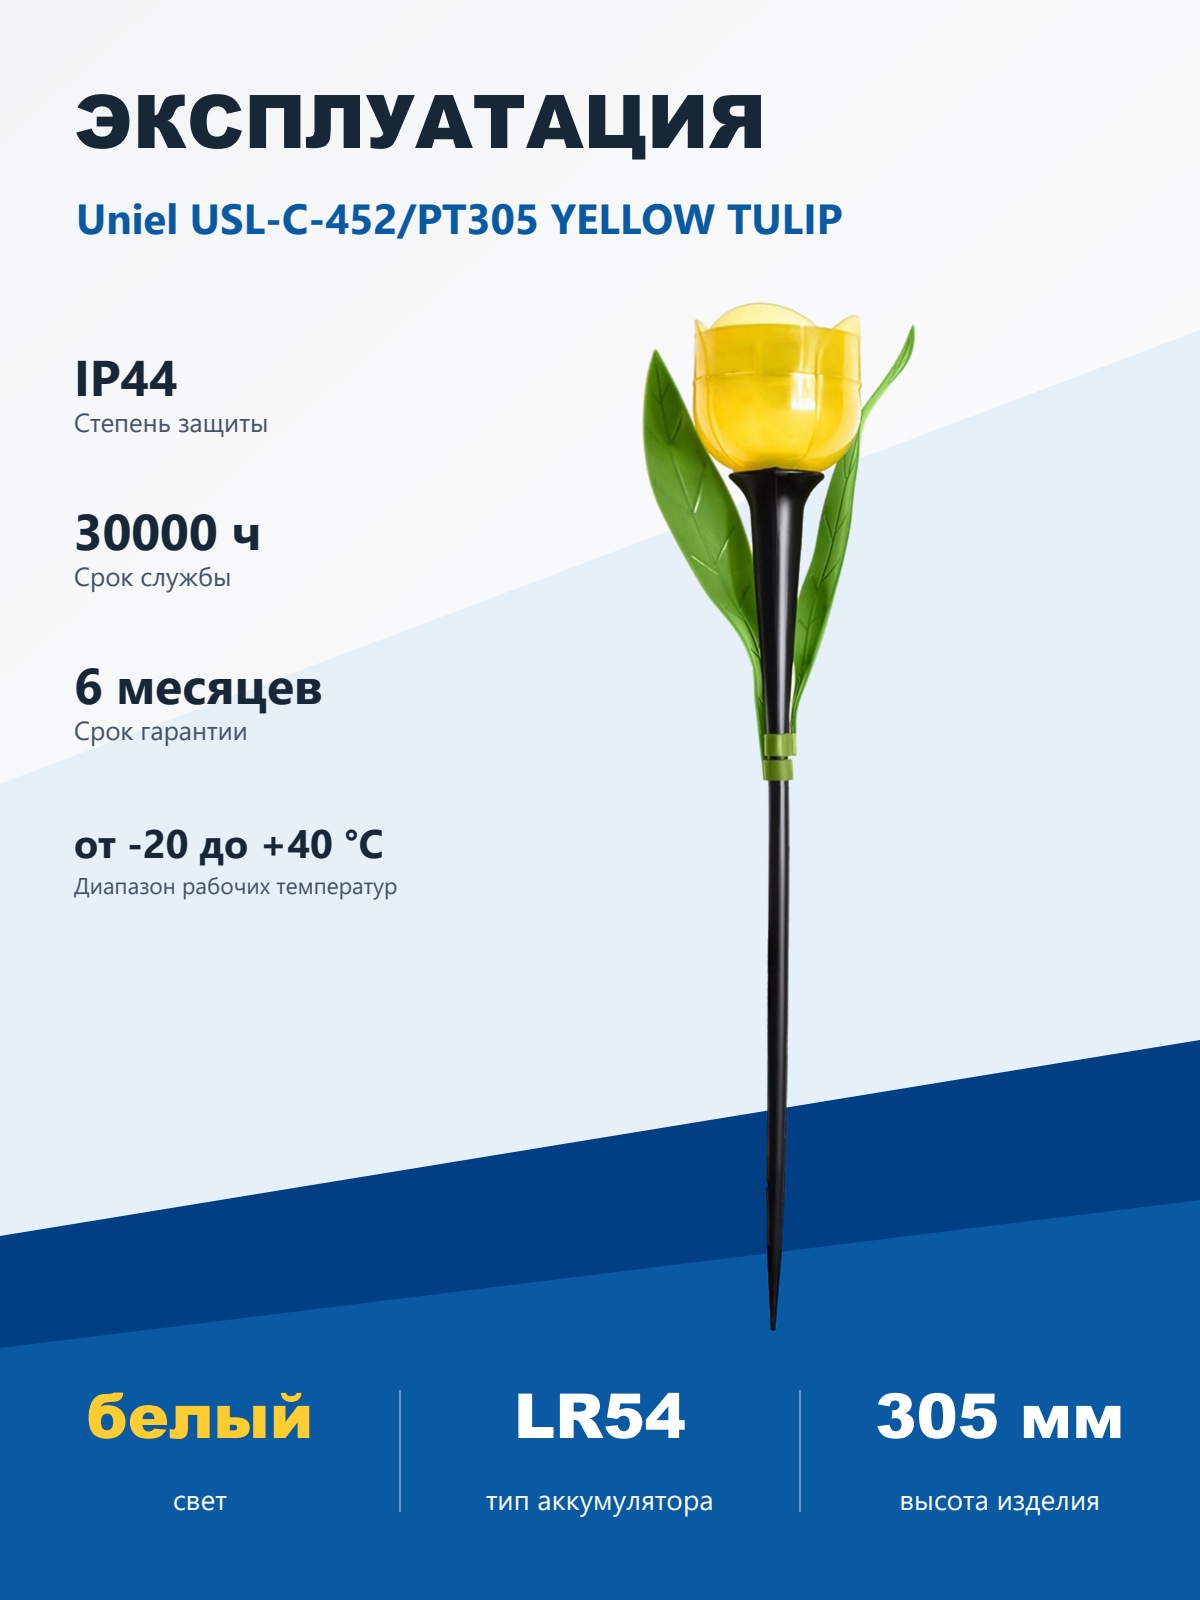 ЭКСПЛУАТАЦИЯ
Uniel USL-C-452/PT305 YELLOW TULIP
IP44
Степень защиты
30000 ч
Срок службы
6 месяцев
Срок гарантии
от -20 до +40 °C
Диапазон рабочих температур
белый
свет
LR54
тип аккумулятора
305 мм
высота изделия